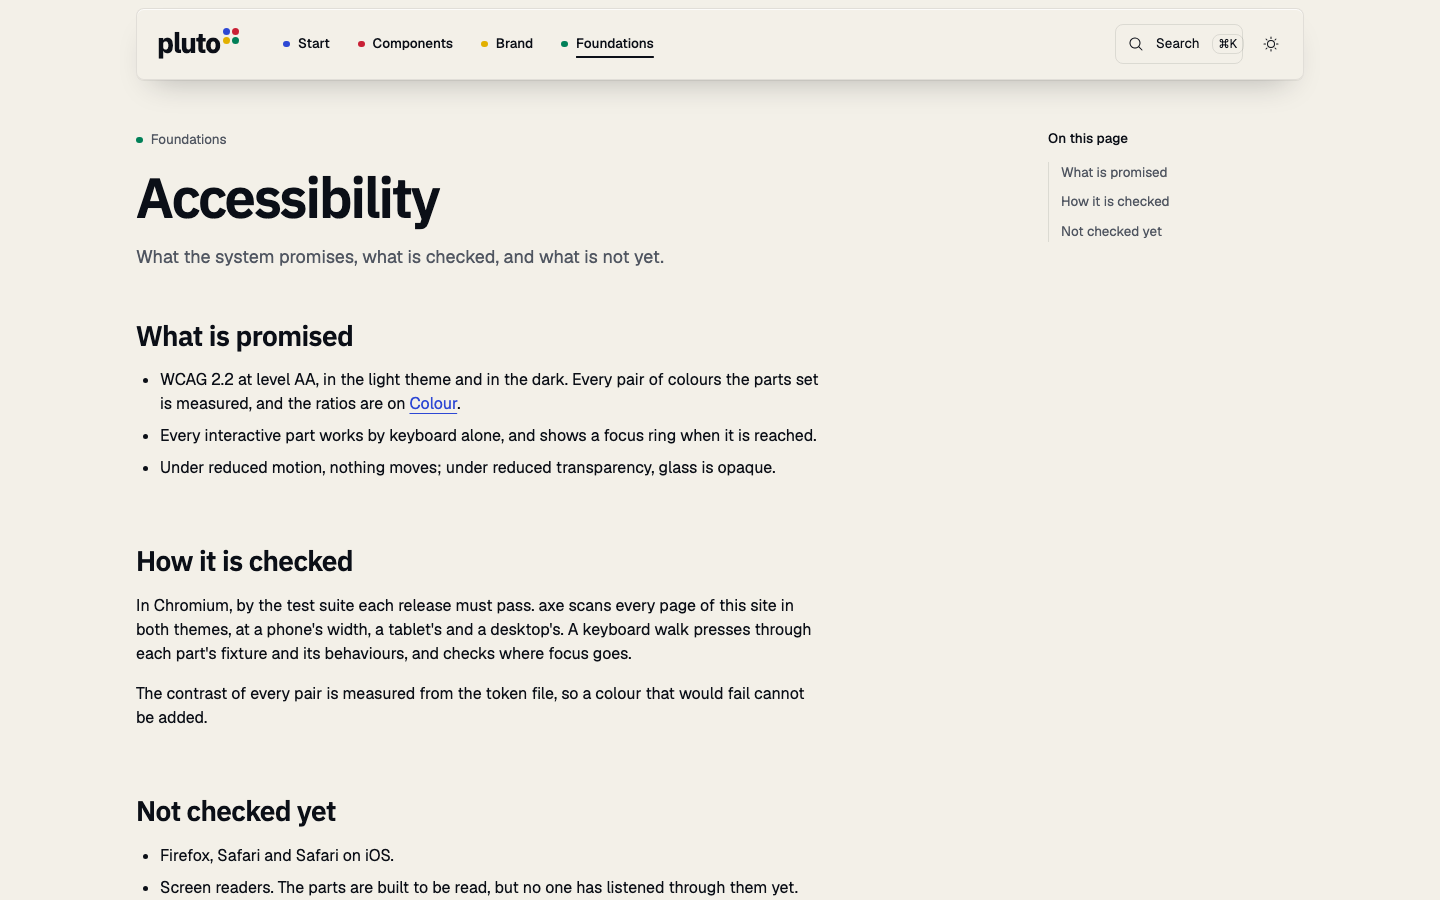 pluto
Start
Components
Brand
Foundations
Search
⌘K
Foundations
Accessibility
What the system promises, what is checked, and what is not yet.
What is promised
WCAG 2.2 at level AA, in the light theme and in the dark. Every pair of colours the parts set
is measured, and the ratios are on Colour.
Every interactive part works by keyboard alone, and shows a focus ring when it is reached.
Under reduced motion, nothing moves; under reduced transparency, glass is opaque.
How it is checked
In Chromium, by the test suite each release must pass. axe scans every page of this site in
both themes, at a phone's width, a tablet's and a desktop's. A keyboard walk presses through
each part's fixture and its behaviours, and checks where focus goes.
The contrast of every pair is measured from the token file, so a colour that would fail cannot
be added.
Not checked yet
Firefox, Safari and Safari on iOS.
Screen readers. The parts are built to be read, but no one has listened through them yet.
On this page
What is promised
How it is checked
Not checked yet